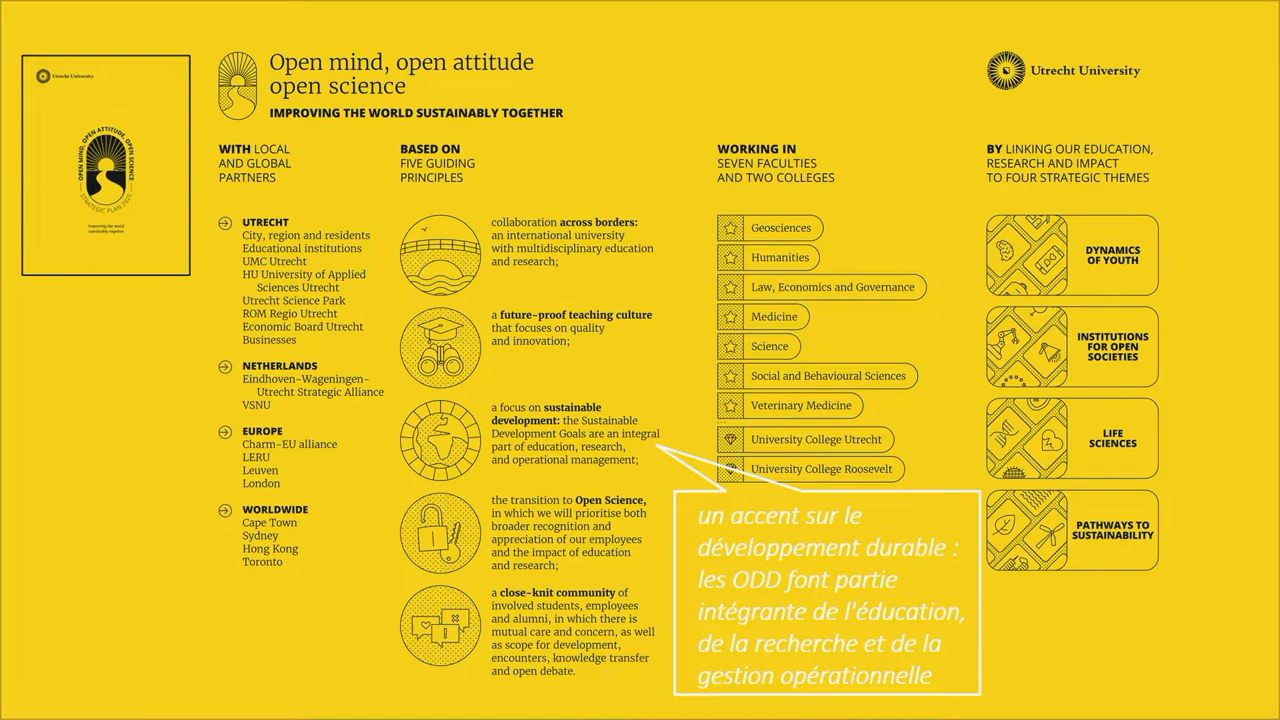 Utrecht University
OPEN MIND, OPEN ATTITUDE, OPEN SCIENCE
STRATEGIC PLAN 2025
Improving the world
sustainably together
Open mind, open attitude
open science
IMPROVING THE WORLD SUSTAINABLY TOGETHER
Utrecht University
WITH LOCAL
AND GLOBAL
PARTNERS
UTRECHT
City, region and residents
Educational institutions
UMC Utrecht
HU University of Applied
Sciences Utrecht
Utrecht Science Park
ROM Regio Utrecht
Economic Board Utrecht
Businesses
NETHERLANDS
Eindhoven-Wageningen-
Utrecht Strategic Alliance
VSNU
EUROPE
Charm-EU alliance
LERU
Leuven
London
WORLDWIDE
Cape Town
Sydney
Hong Kong
Toronto
BASED ON
FIVE GUIDING
PRINCIPLES
collaboration across borders:
an international university
with multidisciplinary education
and research;
a future-proof teaching culture
that focuses on quality
and innovation;
a focus on sustainable
development: the Sustainable
Development Goals are an integral
part of education, research,
and operational management;
the transition to Open Science,
in which we will prioritise both
broader recognition and
appreciation of our employees
and the impact of education
and research;
a close-knit community of
involved students, employees
and alumni, in which there is
mutual care and concern, as well
as scope for development,
encounters, knowledge transfer
and open debate.
WORKING IN
SEVEN FACULTIES
AND TWO COLLEGES
Geosciences
Humanities
Law, Economics and Governance
Medicine
Science
Social and Behavioural Sciences
Veterinary Medicine
University College Utrecht
University College Roosevelt
un accent sur le
développement durable :
les ODD font partie
intégrante de l'éducation,
de la recherche et de la
gestion opérationnelle
BY LINKING OUR EDUCATION,
RESEARCH AND IMPACT
TO FOUR STRATEGIC THEMES
DYNAMICS
OF YOUTH
INSTITUTIONS
FOR OPEN
SOCIETIES
LIFE
SCIENCES
PATHWAYS TO
SUSTAINABILITY